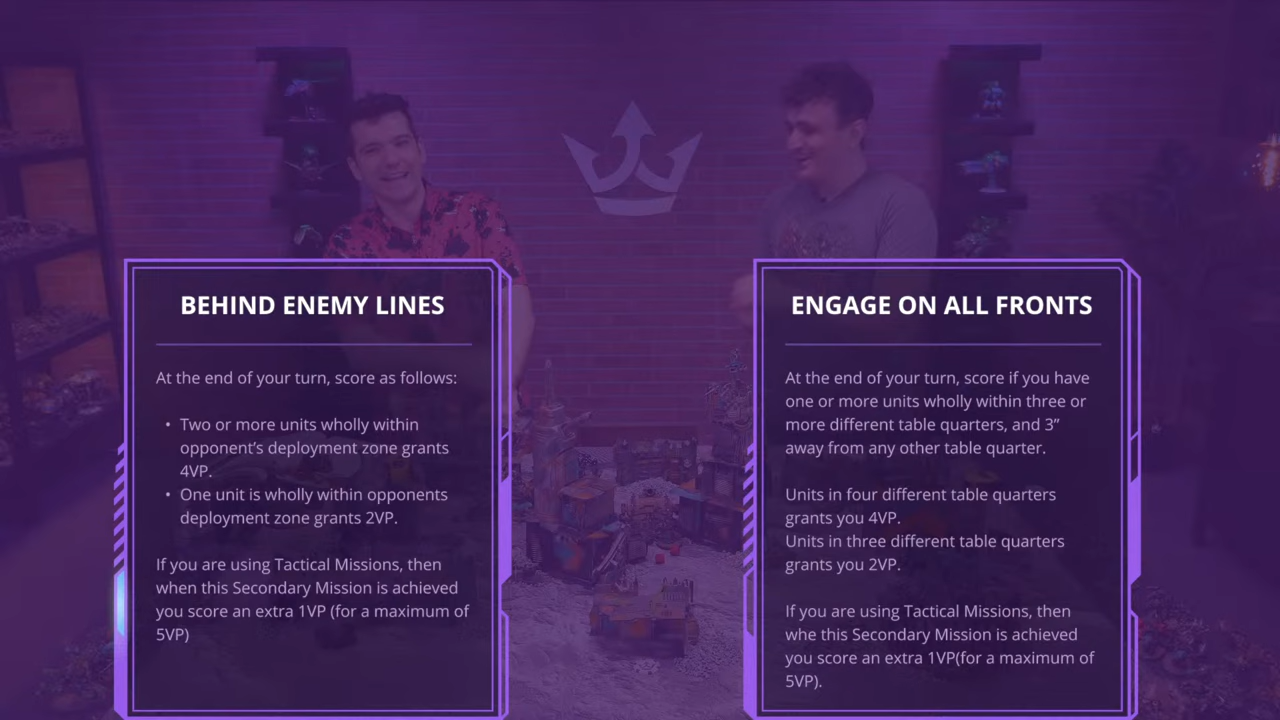 BEHIND ENEMY LINES
At the end of your turn, score as follows:
• Two or more units wholly within
opponent's deployment zone grants
4VP.
• One unit is wholly within opponents
deployment zone grants 2VP.
If you are using Tactical Missions, then
when this Secondary Mission is achieved
you score an extra 1VP (for a maximum of
5VP)
ENGAGE ON ALL FRONTS
At the end of your turn, score if you have
one or more units wholly within three or
more different table quarters, and 3”
away from any other table quarter.
Units in four different table quarters
grants you 4VP.
Units in three different table quarters
grants you 2VP.
If you are using Tactical Missions, then
whe this Secondary Mission is achieved
you score an extra 1VP(for a maximum of
5VP).